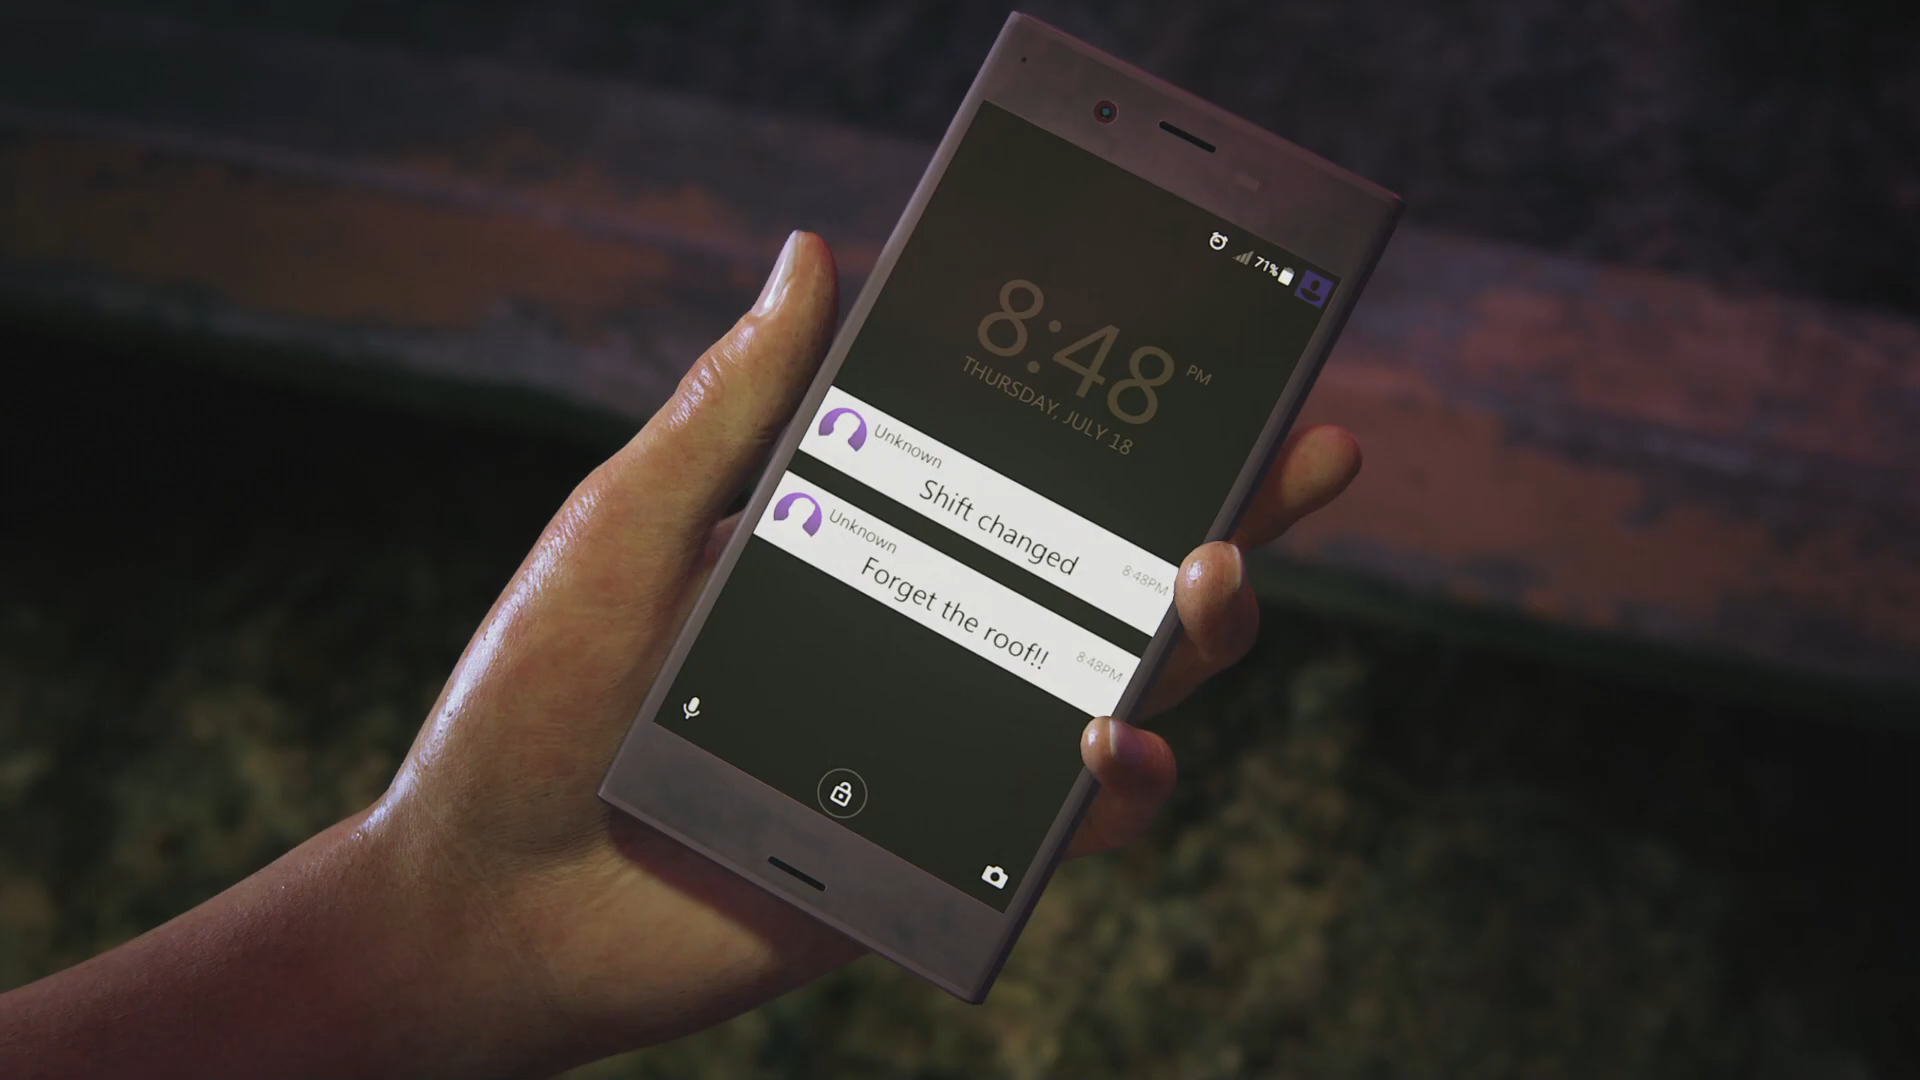 71%
8:48 PM
THURSDAY, JULY 18
Unknown
Shift changed
8:48PM
Unknown
Forget the roof!!
8:48PM